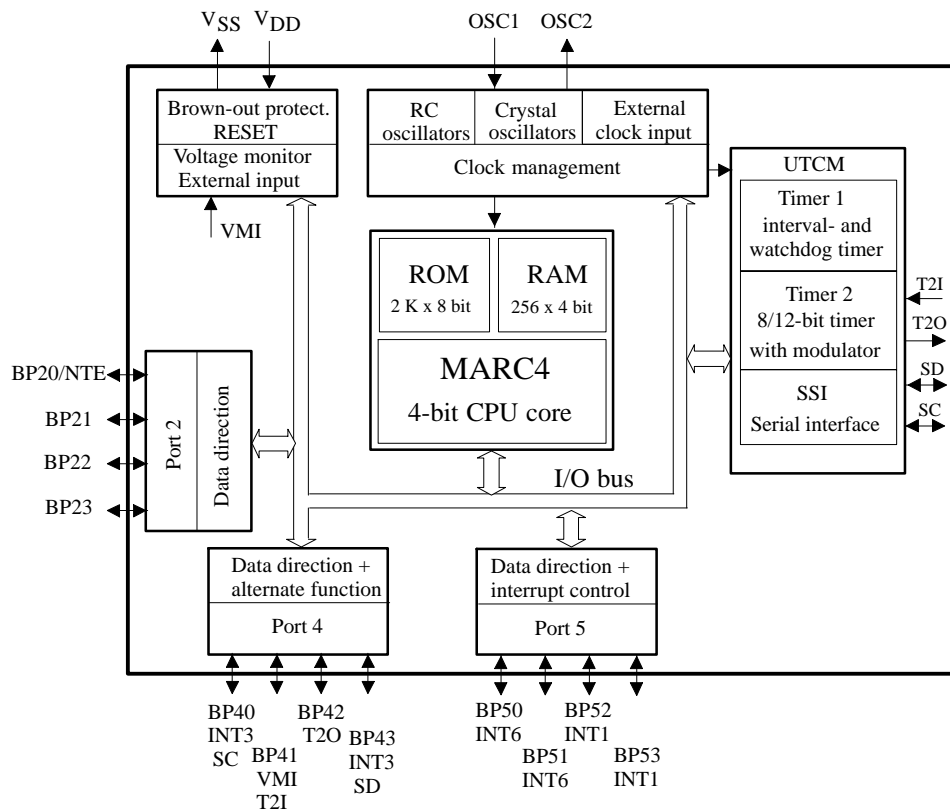 VSS
VDD
OSC1
OSC2
Brown-out protect.
RESET
Voltage monitor
External input
VMI
RC
oscillators
Crystal
oscillators
External
clock input
Clock management
UTCM
Timer 1
interval- and
watchdog timer
Timer 2
8/12-bit timer
with modulator
SSI
Serial interface
T2I
T2O
SD
SC
ROM
2 K x 8 bit
RAM
256 x 4 bit
MARC4
4-bit CPU core
I/O bus
BP20/NTE
BP21
BP22
BP23
Port 2
Data direction
Data direction +
alternate function
Port 4
Data direction +
interrupt control
Port 5
BP40
INT3
SC
BP41
VMI
T2I
BP42
T2O
BP43
INT3
SD
BP50
INT6
BP51
INT6
BP52
INT1
BP53
INT1